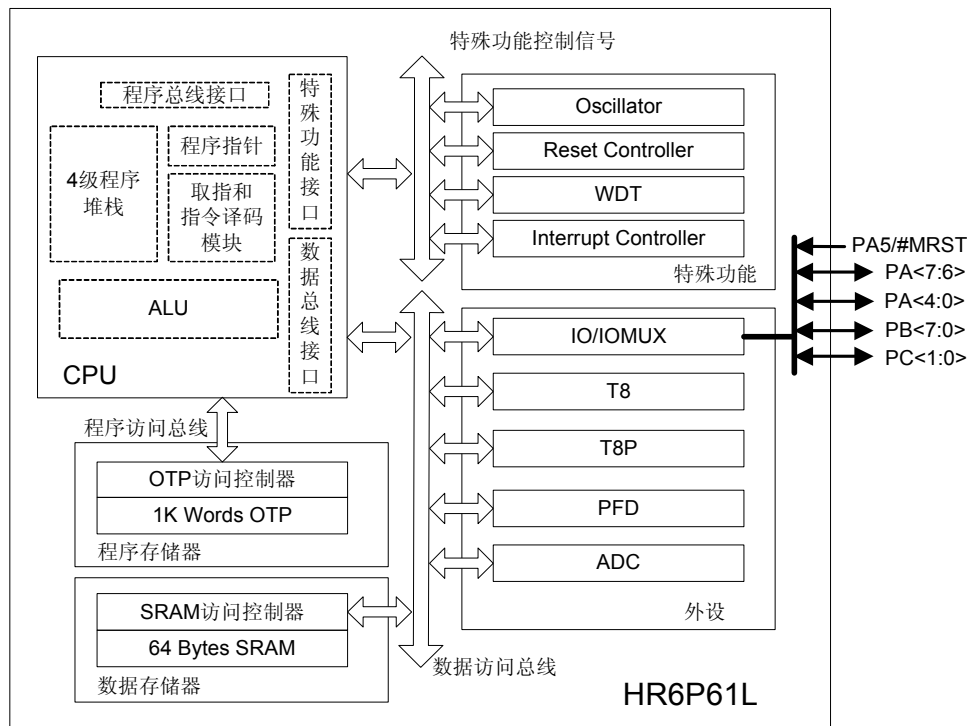 特殊功能控制信号
程序总线接口
特殊功能接口
4级程序
堆栈
程序指针
取指和
指令译码
模块
数据总线接口
ALU
CPU
Oscillator
Reset Controller
WDT
Interrupt Controller
特殊功能
PA5/#MRST
PA<7:6>
PA<4:0>
PB<7:0>
PC<1:0>
IO/IOMUX
T8
T8P
PFD
ADC
外设
程序访问总线
OTP访问控制器
1K Words OTP
程序存储器
SRAM访问控制器
64 Bytes SRAM
数据存储器
数据访问总线
HR6P61L